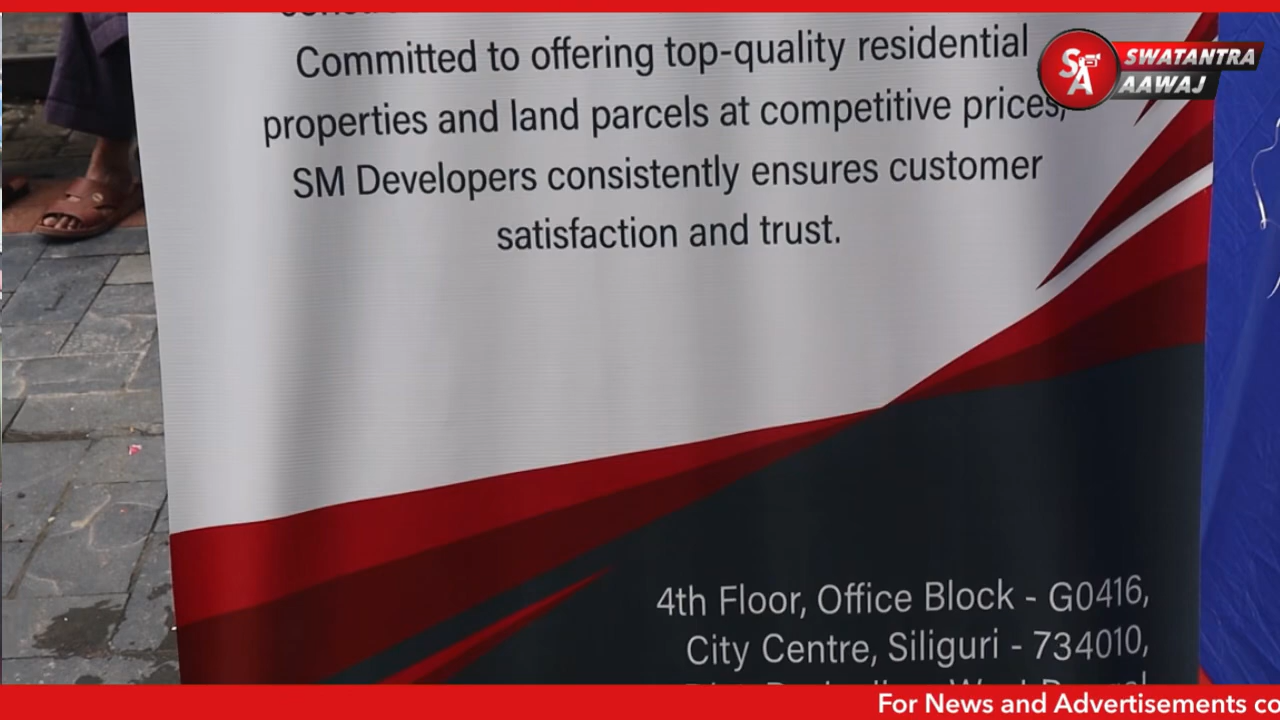 Committed to offering top-quality residential
properties and land parcels at competitive prices,
SM Developers consistently ensures customer
satisfaction and trust.
SA SWATANTRA
AAWAJ
4th Floor, Office Block - G0416,
City Centre, Siliguri - 734010,
For News and Advertisements co